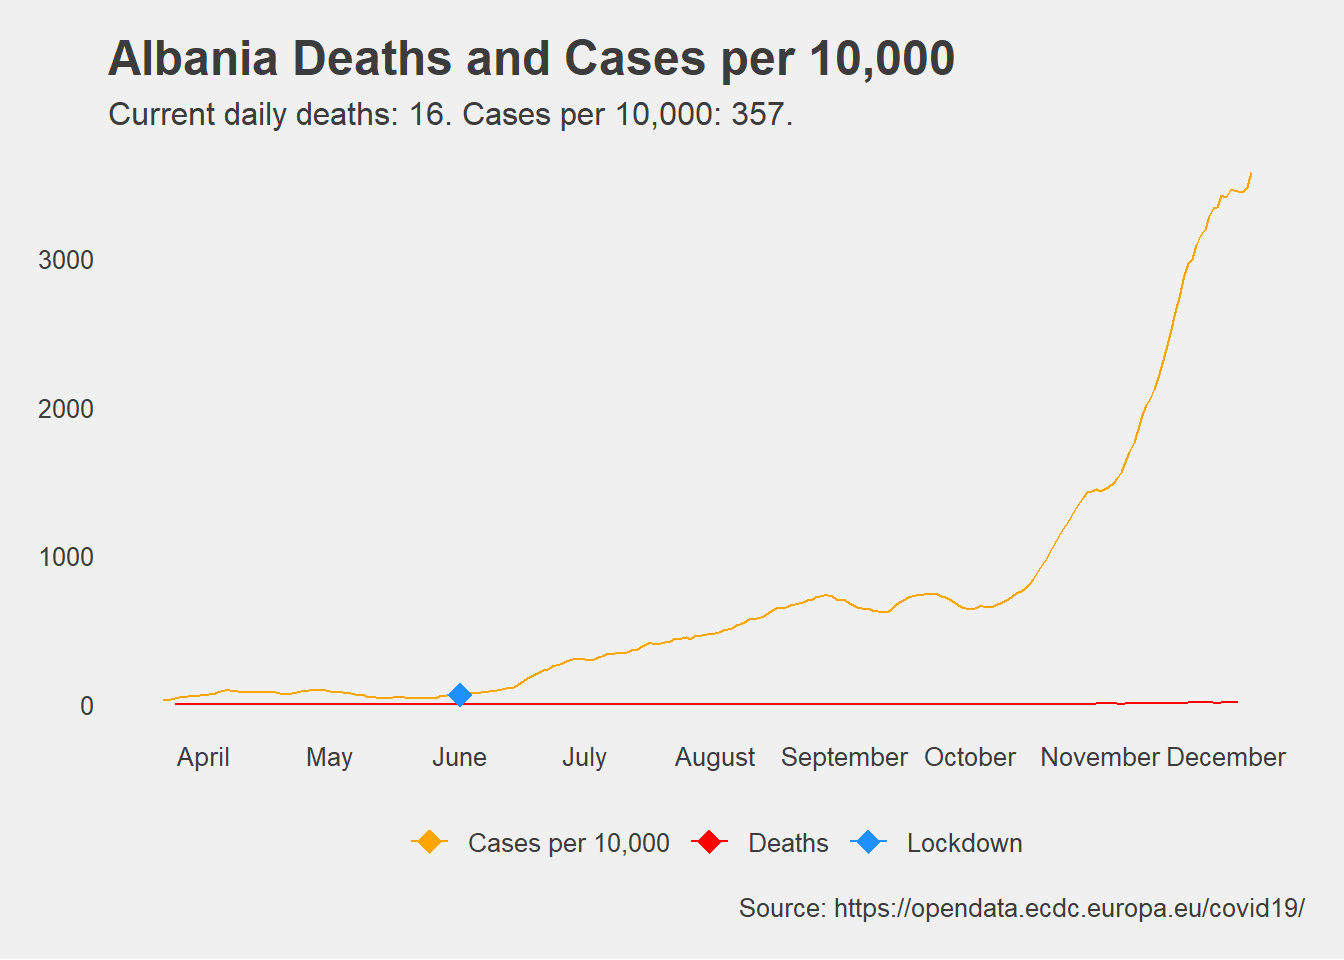 Albania Deaths and Cases per 10,000
Current daily deaths: 16. Cases per 10,000: 357.
3000
2000
1000
0
April May June July August September October November December
Cases per 10,000 Deaths Lockdown
Source: https://opendata.ecdc.europa.eu/covid19/